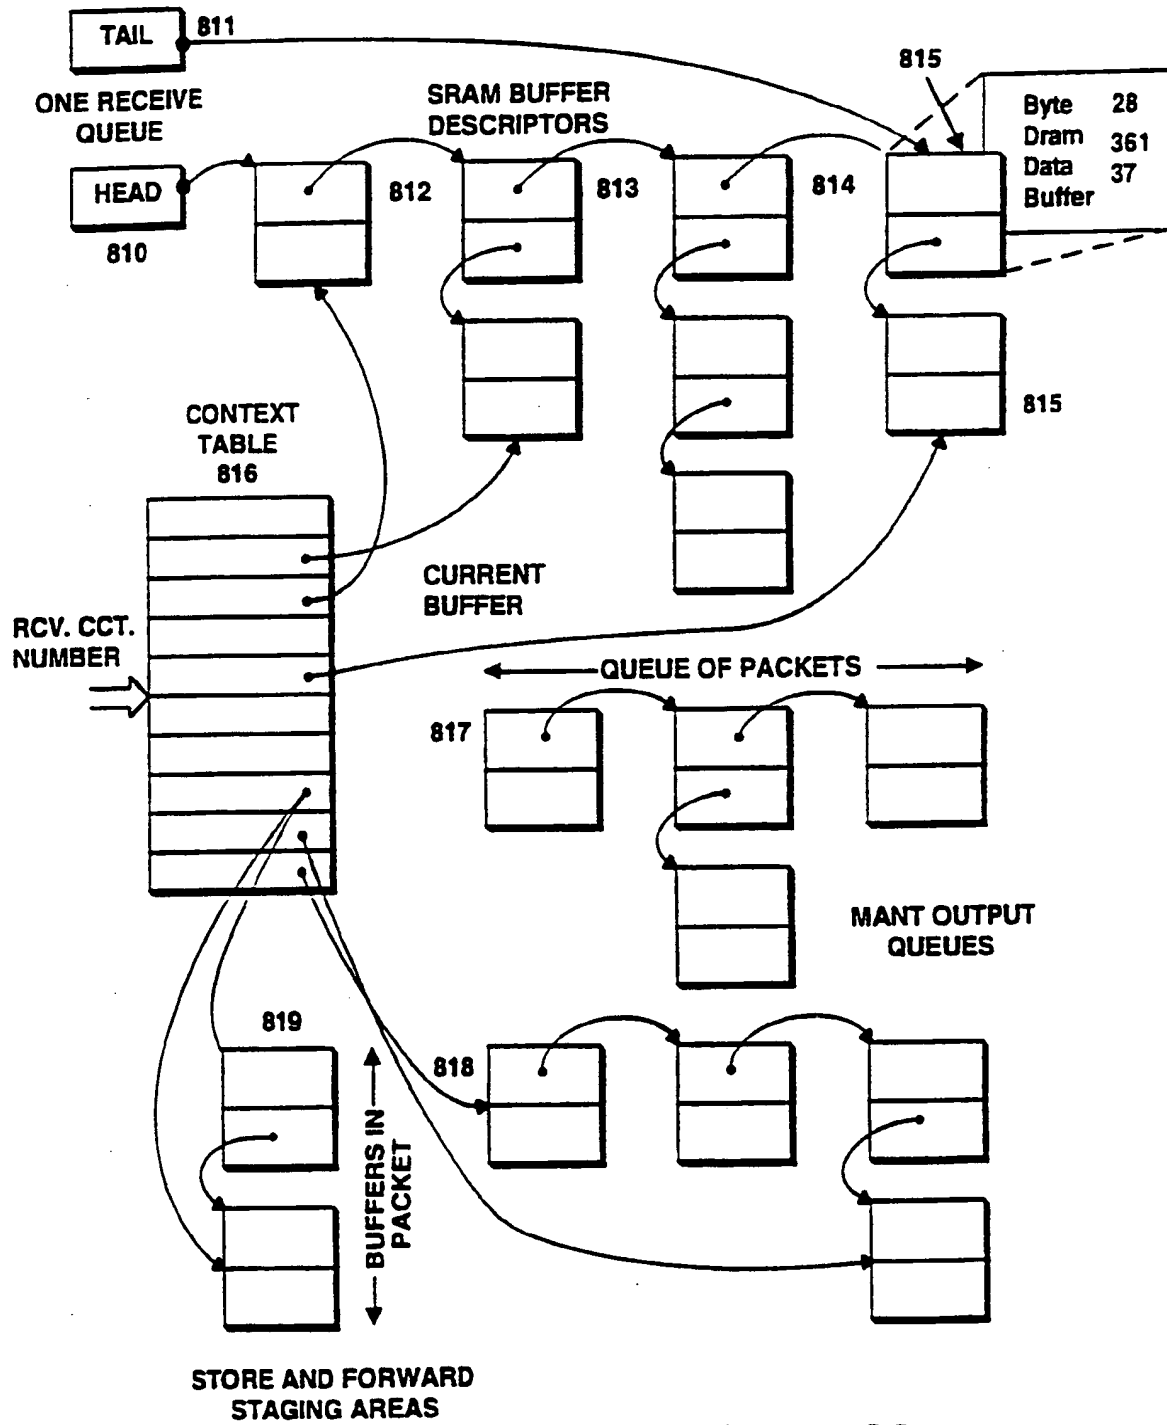 TAIL
811
ONE RECEIVE
QUEUE
HEAD
810
SRAM BUFFER
DESCRIPTORS
812
813
814
815
Byte 28
Dram 361
Data 37
Buffer
815
CONTEXT
TABLE
816
CURRENT
BUFFER
RCV. CCT.
NUMBER
QUEUE OF PACKETS
817
MANT OUTPUT
QUEUES
819
818
BUFFERS IN
PACKET
STORE AND FORWARD
STAGING AREAS